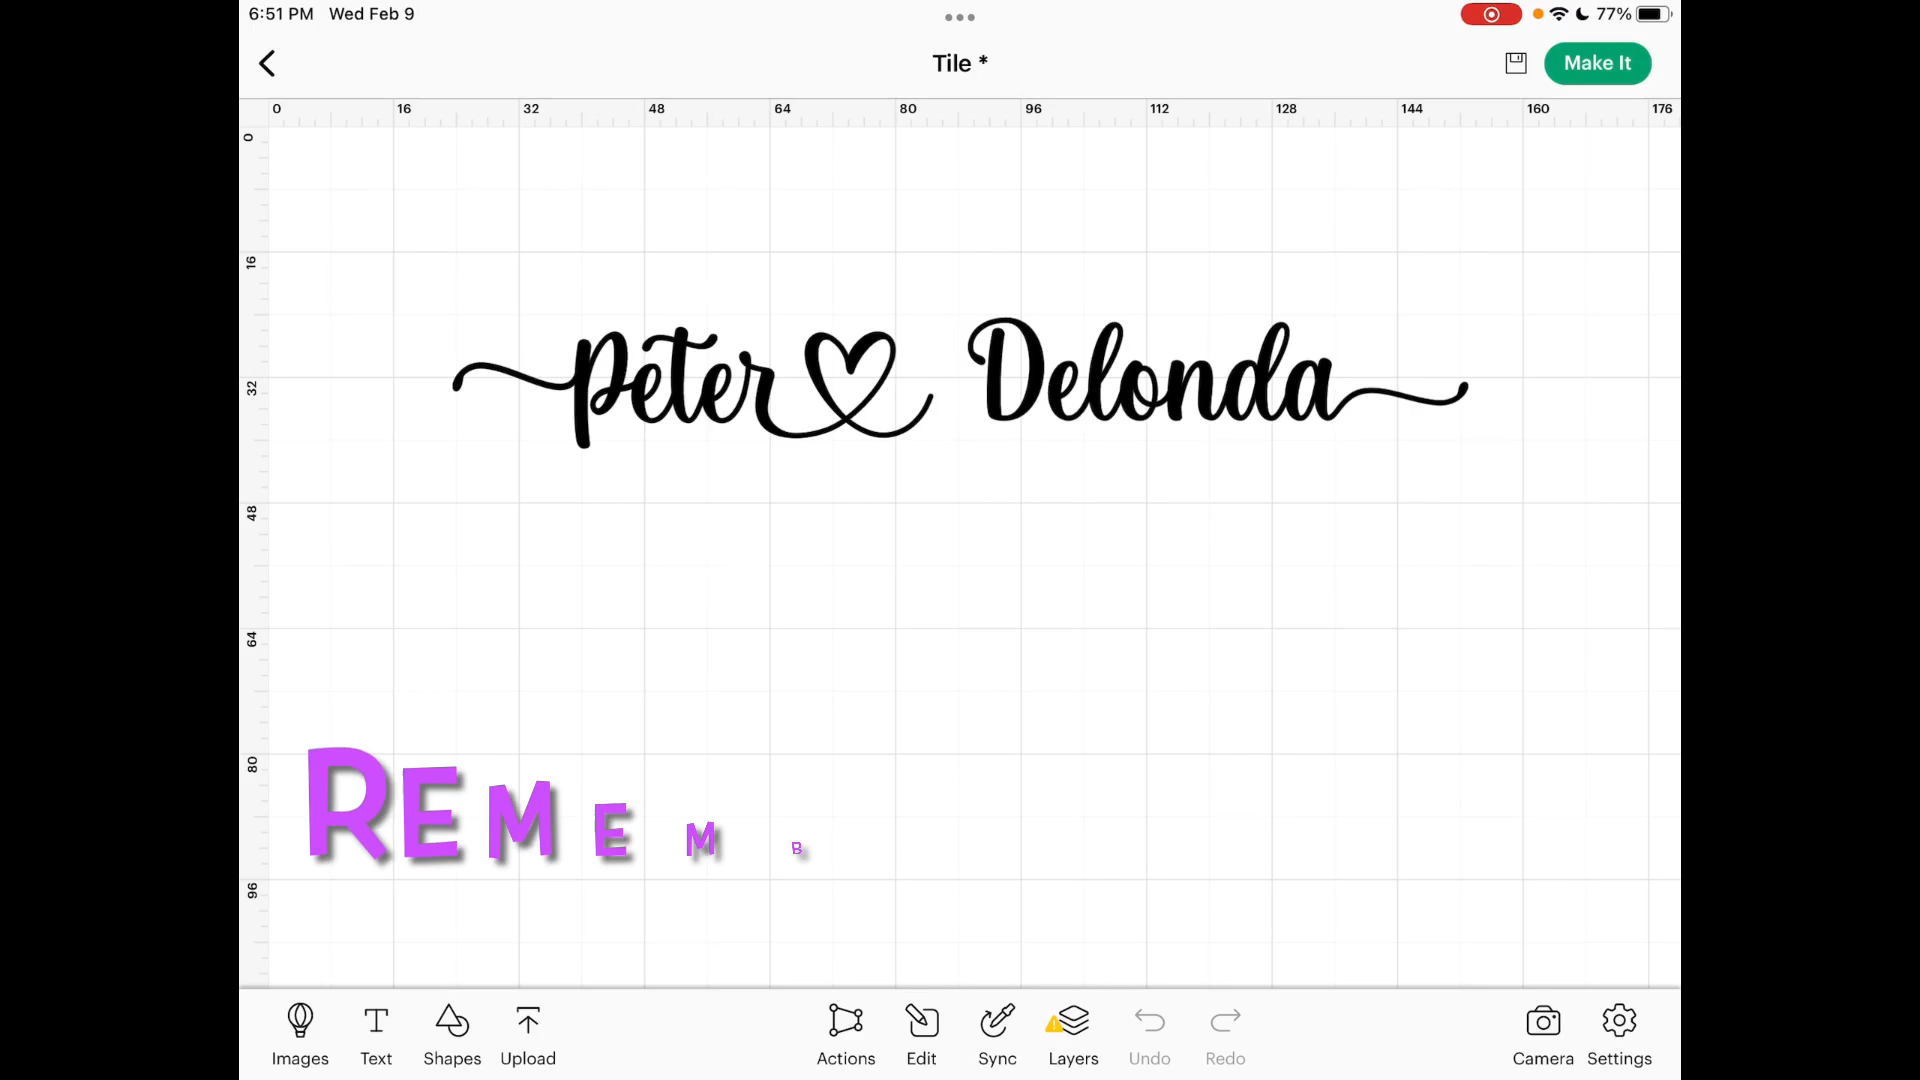 6:51 PM Wed Feb 9
77%
Tile *
Make It
0 16 32 48 64 80 96 112 128 144 160 176
0
16
32
48
64
80
96
Peter Delonda
REMEMB
Images Text Shapes Upload Actions Edit Sync Layers Undo Redo Camera Settings